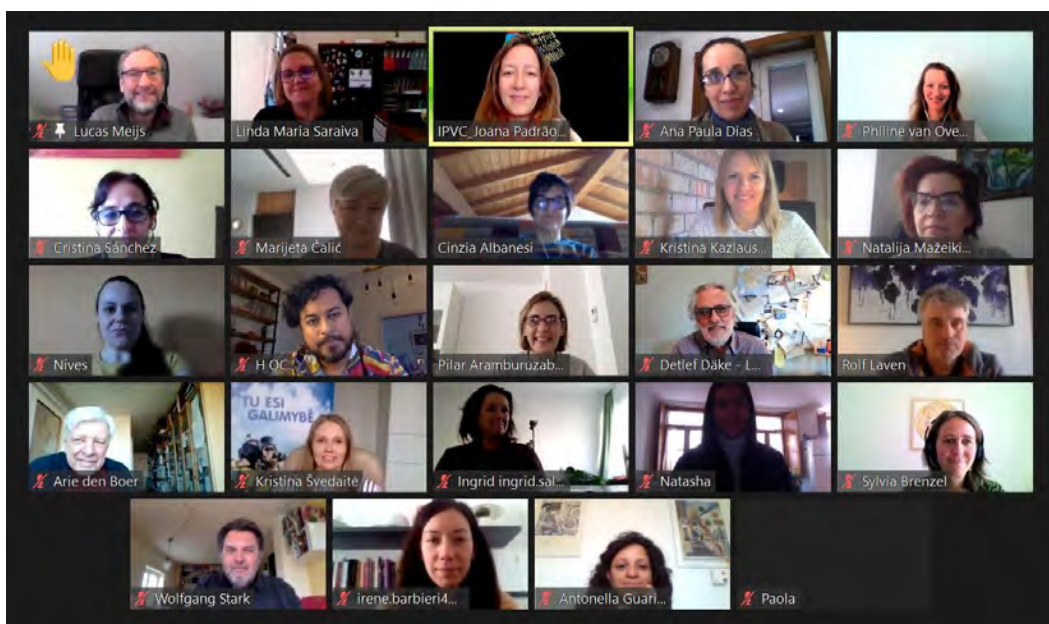 Lucas Meijs
Linda Maria Saraiva
IPVC_Joana Padrão...
Ana Paula Dias
Philine van Ove...
Cristina Sánchez
Marijeta Čalić
Cinzia Albanesi
Kristina Kaziaus...
Natalija Mažeiki...
Nives
H OC
Pilar Aramburuzab...
Detlef Däke - L...
Rolf Laven
TU ESI
GALIMYBĖ
Arie den Boer
Kristina Švedaitė
Ingrid ingrid.sal...
Natasha
Sylvia Brenzel
Wolfgang Stark
irene.barbieri4...
Antonella Guari...
Paola